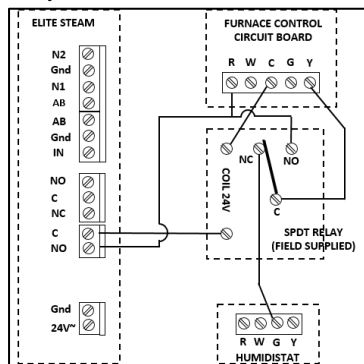 ELITE STEAM
N2
Gnd
N1
AB
AB
Gnd
IN
NO
C
NC
C
NO
Gnd
24V~
FURNACE CONTROL
CIRCUIT BOARD
R W C G Y
NC
NO
COIL 24V
C
SPDT RELAY
(FIELD SUPPLIED)
R W G Y
HUMIDISTAT